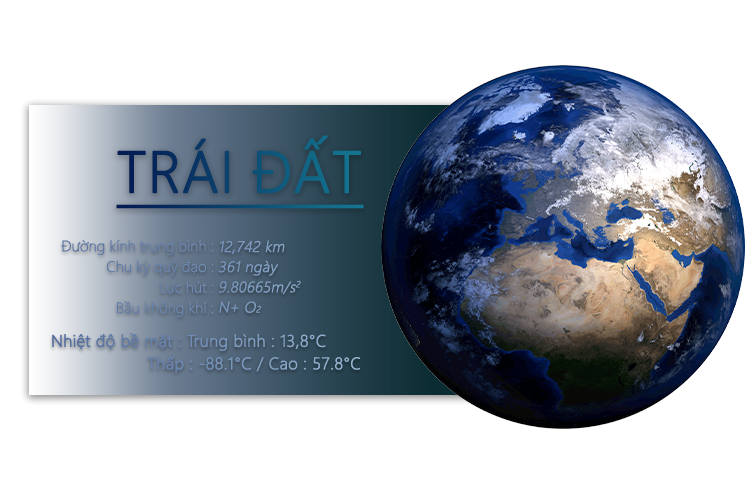 TRÁI ĐẤT
Đường kính trung bình : 12,742 km
Chu kỳ quỹ đạo : 361 ngày
Lực hút : 9.80665m/s²
Bầu không khí : N+ O₂
Nhiệt độ bề mặt : Trung bình : 13,8°C
Thấp : -88.1°C / Cao : 57.8°C